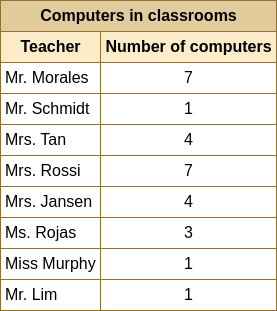 Computers in classrooms
Teacher Number of computers
Mr. Morales 7
Mr. Schmidt 1
Mrs. Tan 4
Mrs. Rossi 7
Mrs. Jansen 4
Ms. Rojas 3
Miss Murphy 1
Mr. Lim 1